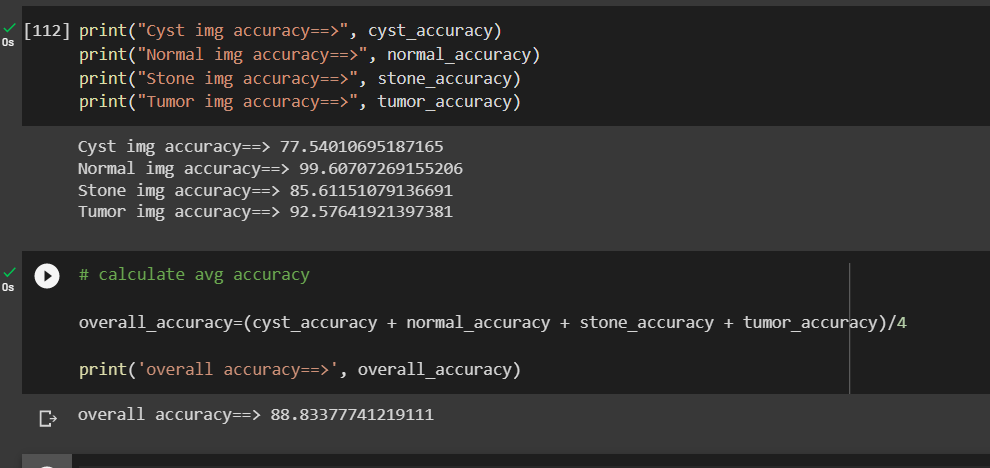 [112] print("Cyst img accuracy==>", cyst_accuracy)
0s
print("Normal img accuracy==>", normal_accuracy)
print("Stone img accuracy==>", stone_accuracy)
print("Tumor img accuracy==>", tumor_accuracy)
Cyst img accuracy==> 77.54010695187165
Normal img accuracy==> 99.60707269155206
Stone img accuracy==> 85.61151079136691
Tumor img accuracy==> 92.57641921397381
# calculate avg accuracy
0s
overall_accuracy=(cyst_accuracy + normal_accuracy + stone_accuracy + tumor_accuracy)/4
print('overall accuracy==>', overall_accuracy)
overall accuracy==> 88.83377741219111